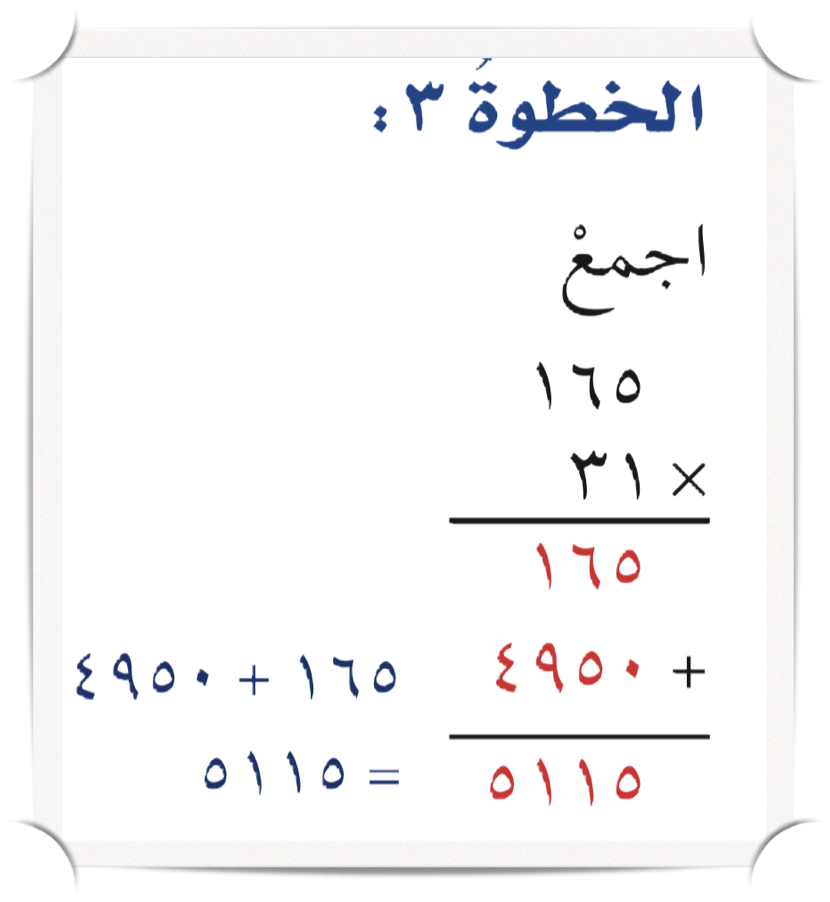 الخطوةُ ٣ :
اجمعْ
١٦٥
× ٣١
١٦٥
+ ٤٩٥٠
١٦٥ + ٤٩٥٠
٥١١٥
= ٥١١٥